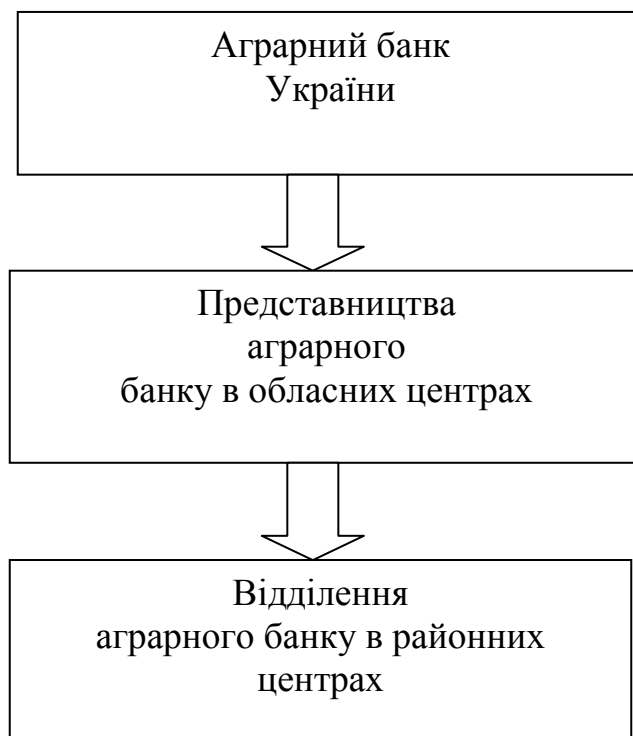 Аграрний банк
України
Представництва
аграрного
банку в обласних центрах
Відділення
аграрного банку в районних
центрах